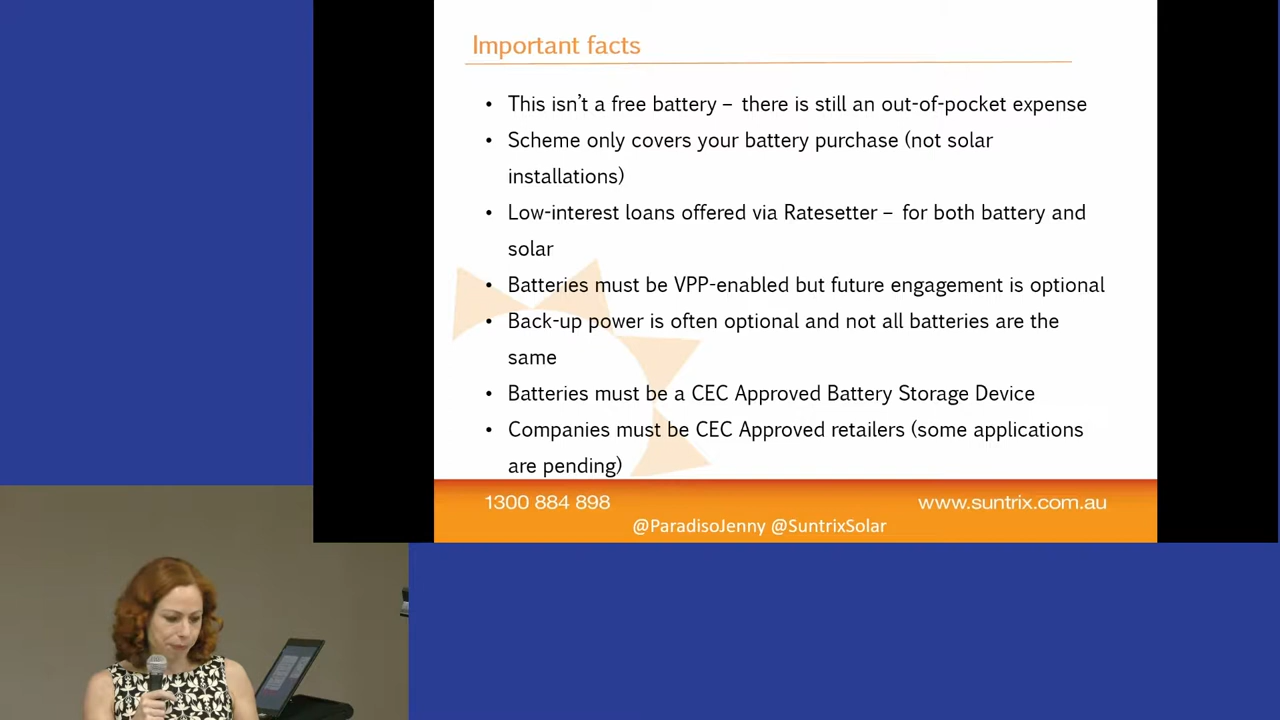 Important facts
• This isn't a free battery – there is still an out-of-pocket expense
• Scheme only covers your battery purchase (not solar
installations)
• Low-interest loans offered via Ratesetter – for both battery and
solar
• Batteries must be VPP-enabled but future engagement is optional
• Back-up power is often optional and not all batteries are the
same
• Batteries must be a CEC Approved Battery Storage Device
• Companies must be CEC Approved retailers (some applications
are pending)
1300 884 898
www.suntrix.com.au
@ParadisoJenny @SuntrixSolar